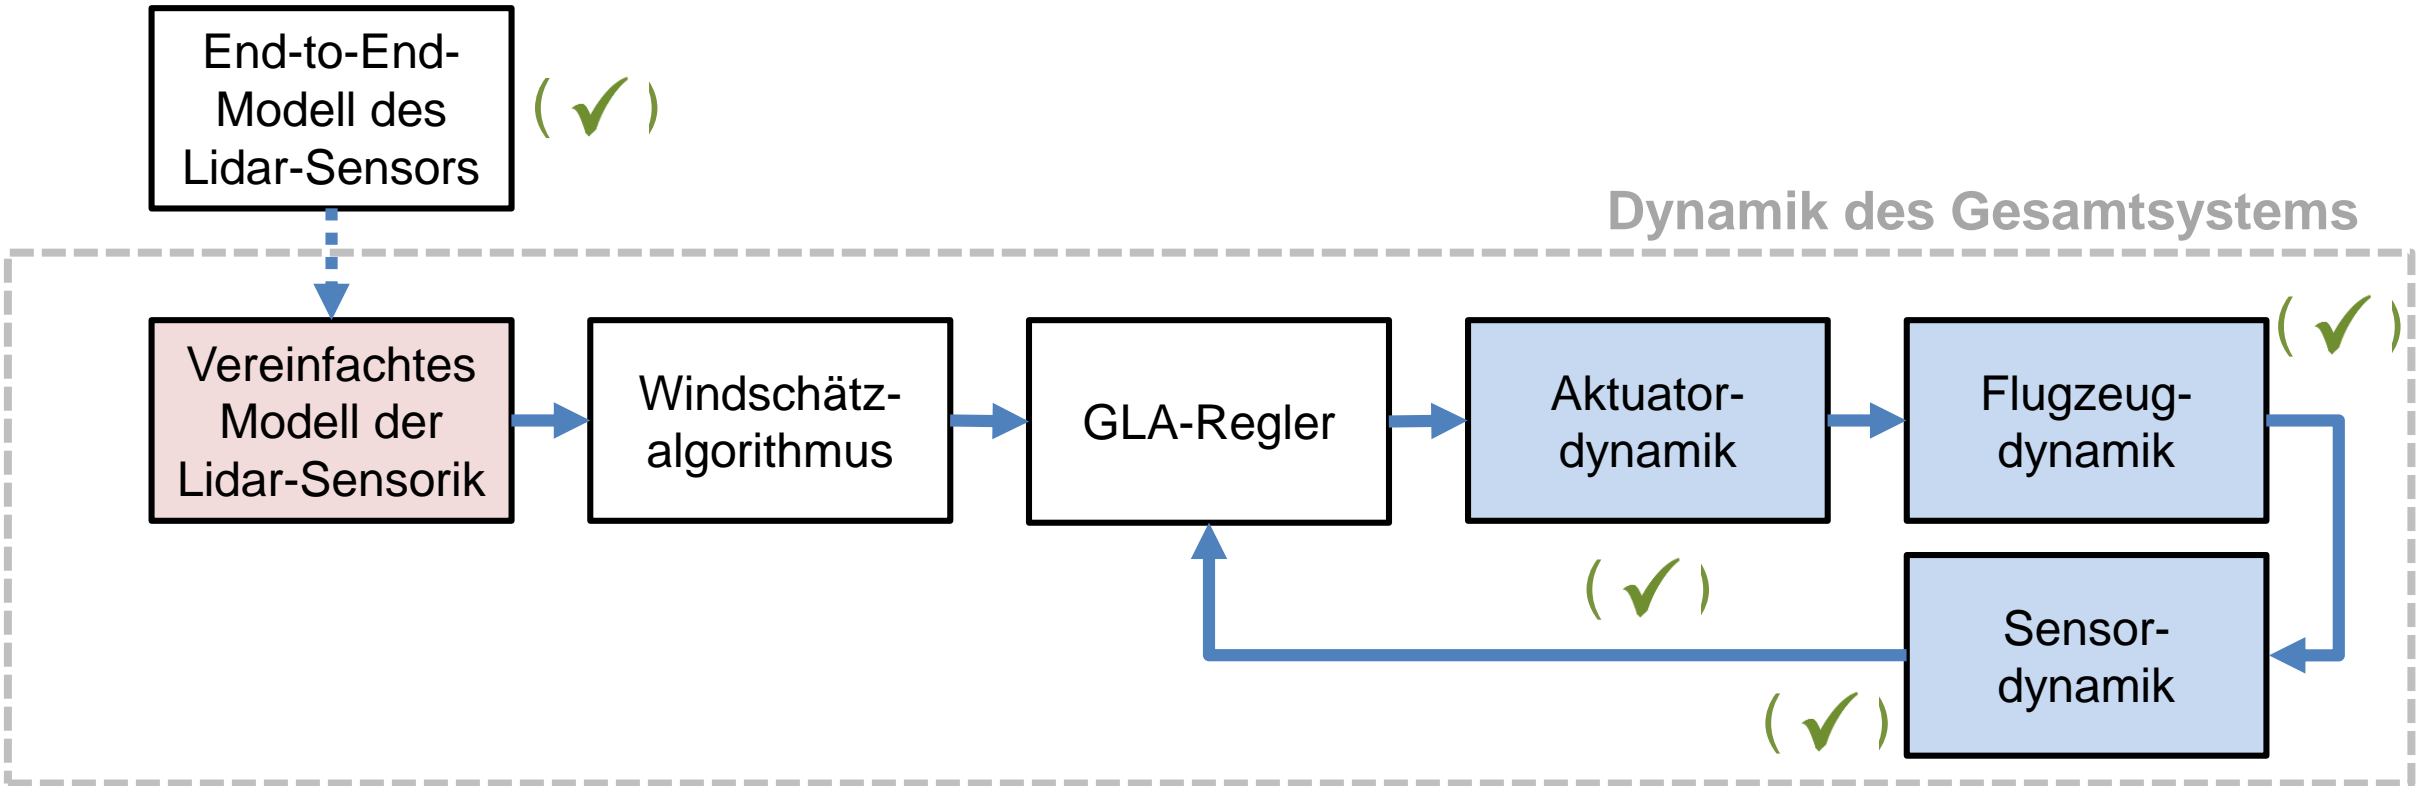 End-to-End-
Modell des
Lidar-Sensors
( ✓ )
Dynamik des Gesamtsystems
Vereinfachtes
Modell der
Lidar-Sensorik
Windschätz-
algorithmus
GLA-Regler
Aktuator-
dynamik
( ✓ )
Flugzeug-
dynamik
( ✓ )
Sensor-
dynamik
( ✓ )